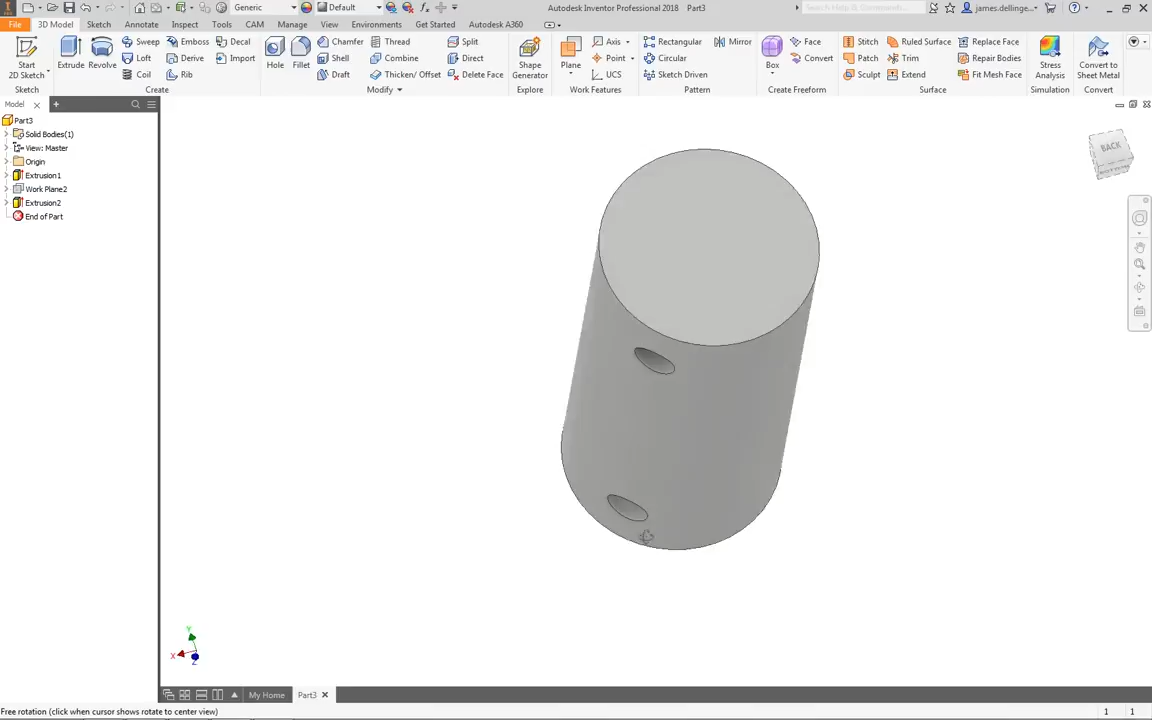 Generic
Default
Autodesk Inventor Professional 2018 Part3
Search Help & Commands...
james.dellinge...
File 3D Model Sketch Annotate Inspect Tools CAM Manage View Environments Get Started Autodesk A360
Start
2D Sketch
Sketch
Extrude Revolve
Sweep Emboss Decal
Loft Derive Import
Coil Rib
Create
Hole Fillet
Chamfer Thread Split
Shell Combine Direct
Draft Thicken/ Offset Delete Face
Modify
Shape
Generator
Explore
Plane
Axis
Point
UCS
Work Features
Rectangular Mirror
Circular
Sketch Driven
Pattern
Box
Face
Convert
Create Freeform
Stitch Ruled Surface Replace Face
Patch Trim Repair Bodies
Sculpt Extend Fit Mesh Face
Surface
Stress
Analysis
Simulation
Convert to
Sheet Metal
Convert
Model
Part3
Solid Bodies(1)
View: Master
Origin
Extrusion1
Work Plane2
Extrusion2
End of Part
BACK
BOTTOM
Y
X
Z
My Home Part3
Free rotation (click when cursor shows rotate to center view) 1 1